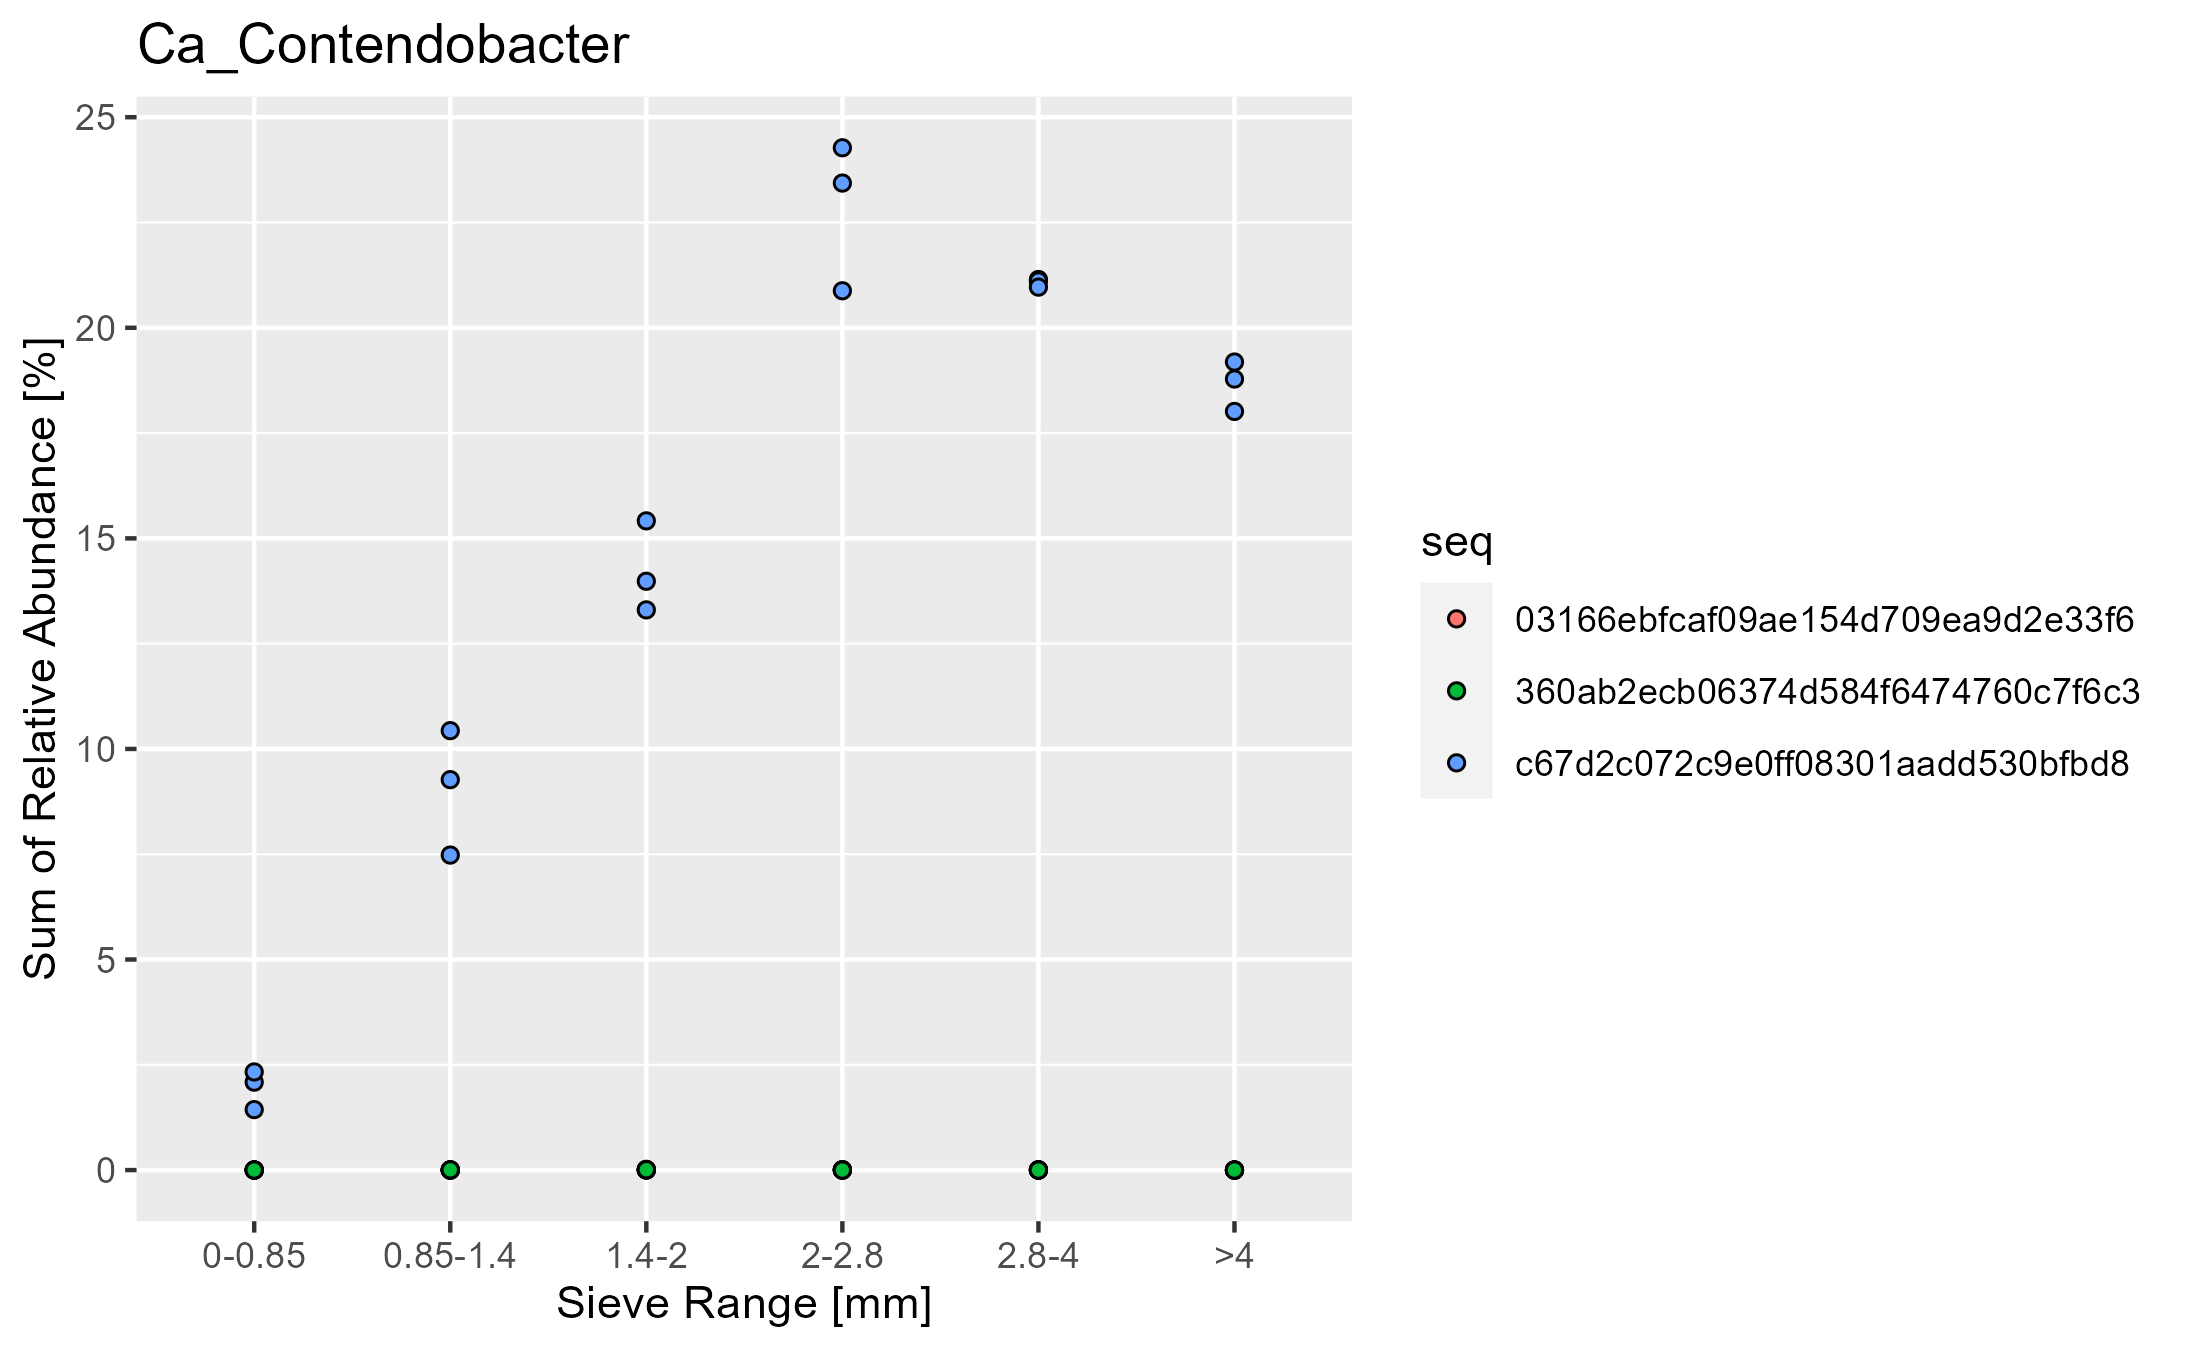 Ca_Contendobacter
Sum of Relative Abundance [%]
25
20
15
10
5
0
0-0.85 0.85-1.4 1.4-2 2-2.8 2.8-4 >4
Sieve Range [mm]
seq
03166ebfcaf09ae154d709ea9d2e33f6
360ab2ecb06374d584f6474760c7f6c3
c67d2c072c9e0ff08301aadd530bfbd8